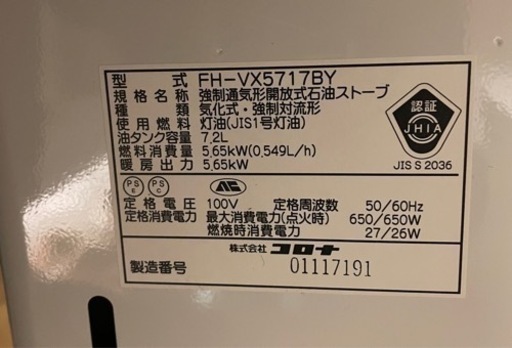 型式 FH-VX5717BY
規格名称 強制通気形開放式石油ストーブ
種類 気化式・強制対流形
使用燃料 灯油(JIS1号灯油)
油タンク容量 7.2L
燃料消費量 5.65kW(0.549L/h)
暖房出力 5.65kW
認証
JHIA
JIS S 2036
PS E
PS C
定格電圧 100V 定格周波数 50/60Hz
定格消費電力 最大消費電力(点火時) 650/650W
燃焼時消費電力 27/26W
株式会社 コロナ
製造番号 01117191